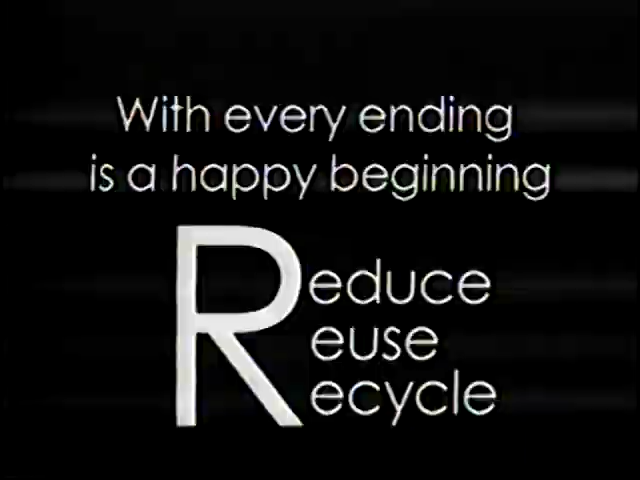 With every ending
is a happy beginning
Reduce
Reuse
Recycle